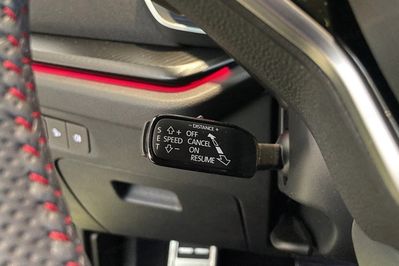 - DISTANCE +
S ⇧ + OFF
E SPEED CANCEL
T ⇩ - ON
RESUME